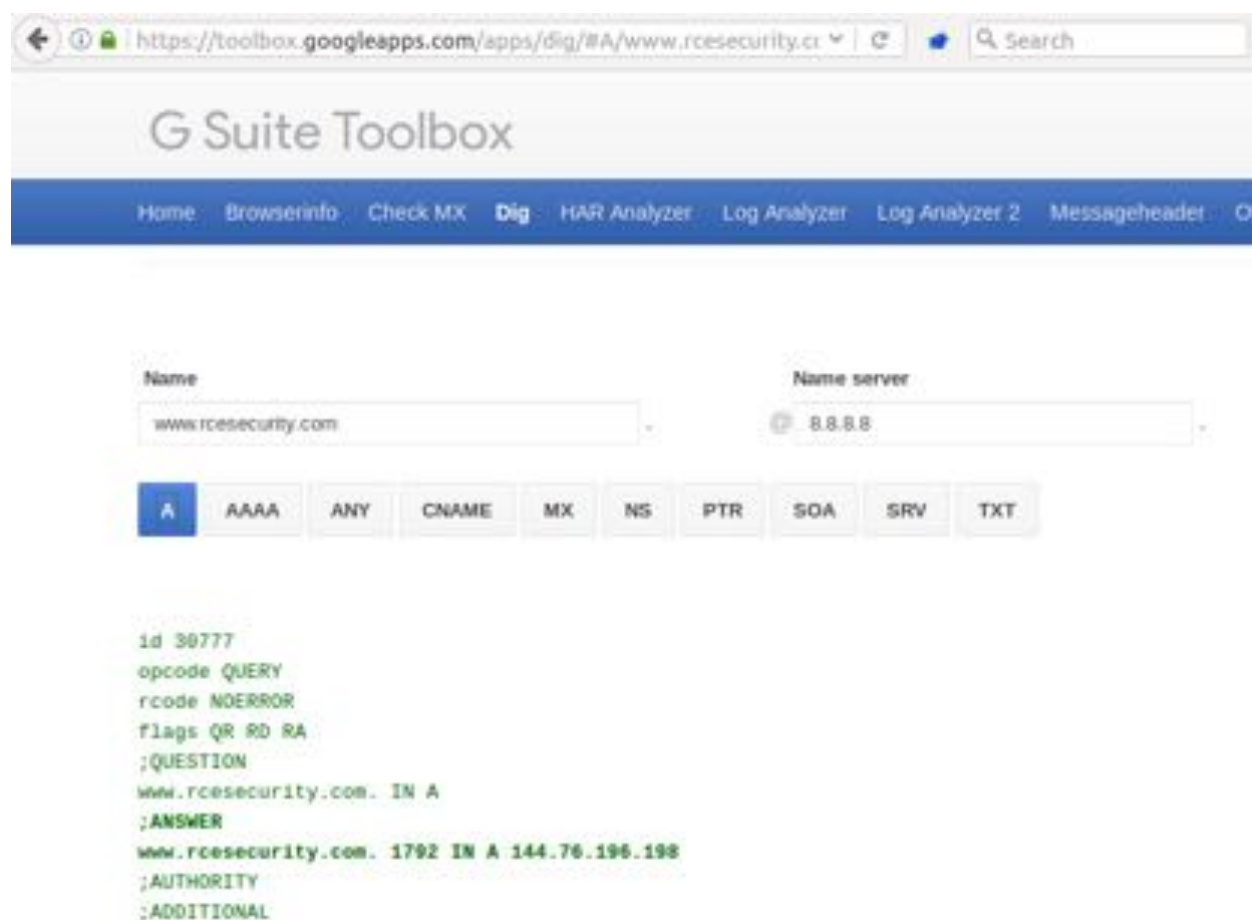 https://toolbox.googleapps.com/apps/dig/#A/www.rcesecurity.c
Search
G Suite Toolbox
Home Browserinfo Check MX Dig HAR Analyzer Log Analyzer Log Analyzer 2 Messageheader O
Name Name server
www.rcesecurity.com @ 8.8.8.8
A AAAA ANY CNAME MX NS PTR SOA SRV TXT
id 30777
opcode QUERY
rcode NOERROR
flags QR RD RA
;QUESTION
www.rcesecurity.com. IN A
;ANSWER
www.rcesecurity.com. 1792 IN A 144.76.196.198
;AUTHORITY
;ADDITIONAL